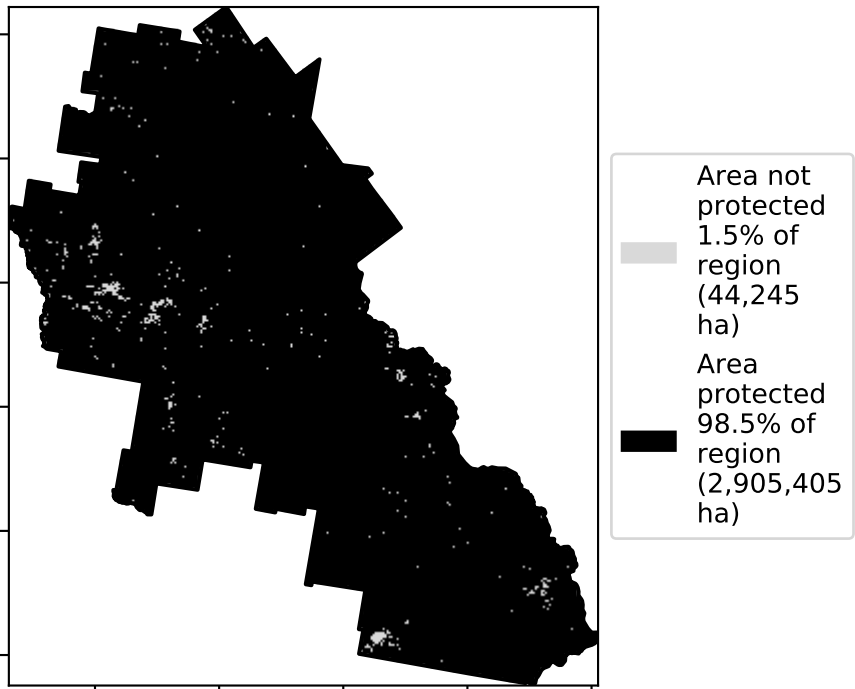 Area not
protected
1.5% of
region
(44,245
ha)
Area
protected
98.5% of
region
(2,905,405
ha)